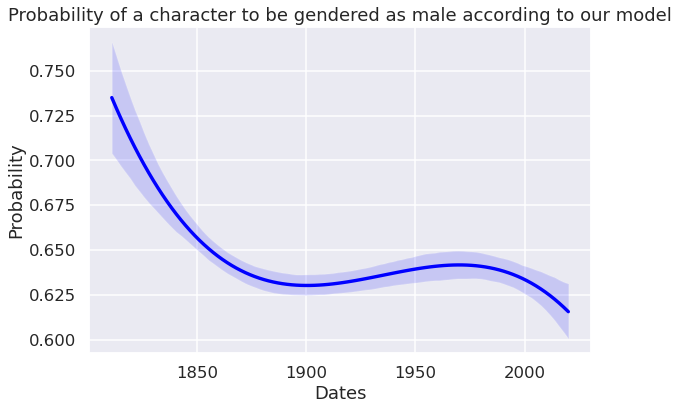 Probability of a character to be gendered as male according to our model
Probability
0.750
0.725
0.700
0.675
0.650
0.625
0.600
1850 1900 1950 2000
Dates